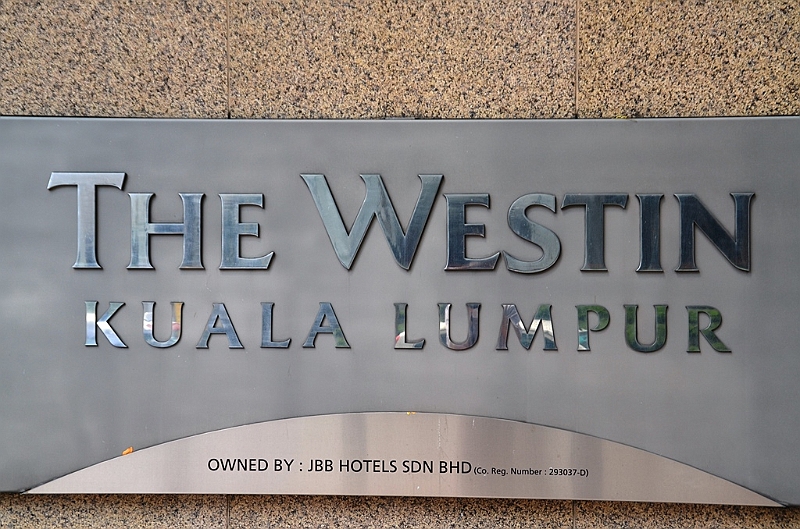 THE WESTIN
KUALA LUMPUR
OWNED BY : JBB HOTELS SDN BHD (Co. Reg. Number : 293037-D)